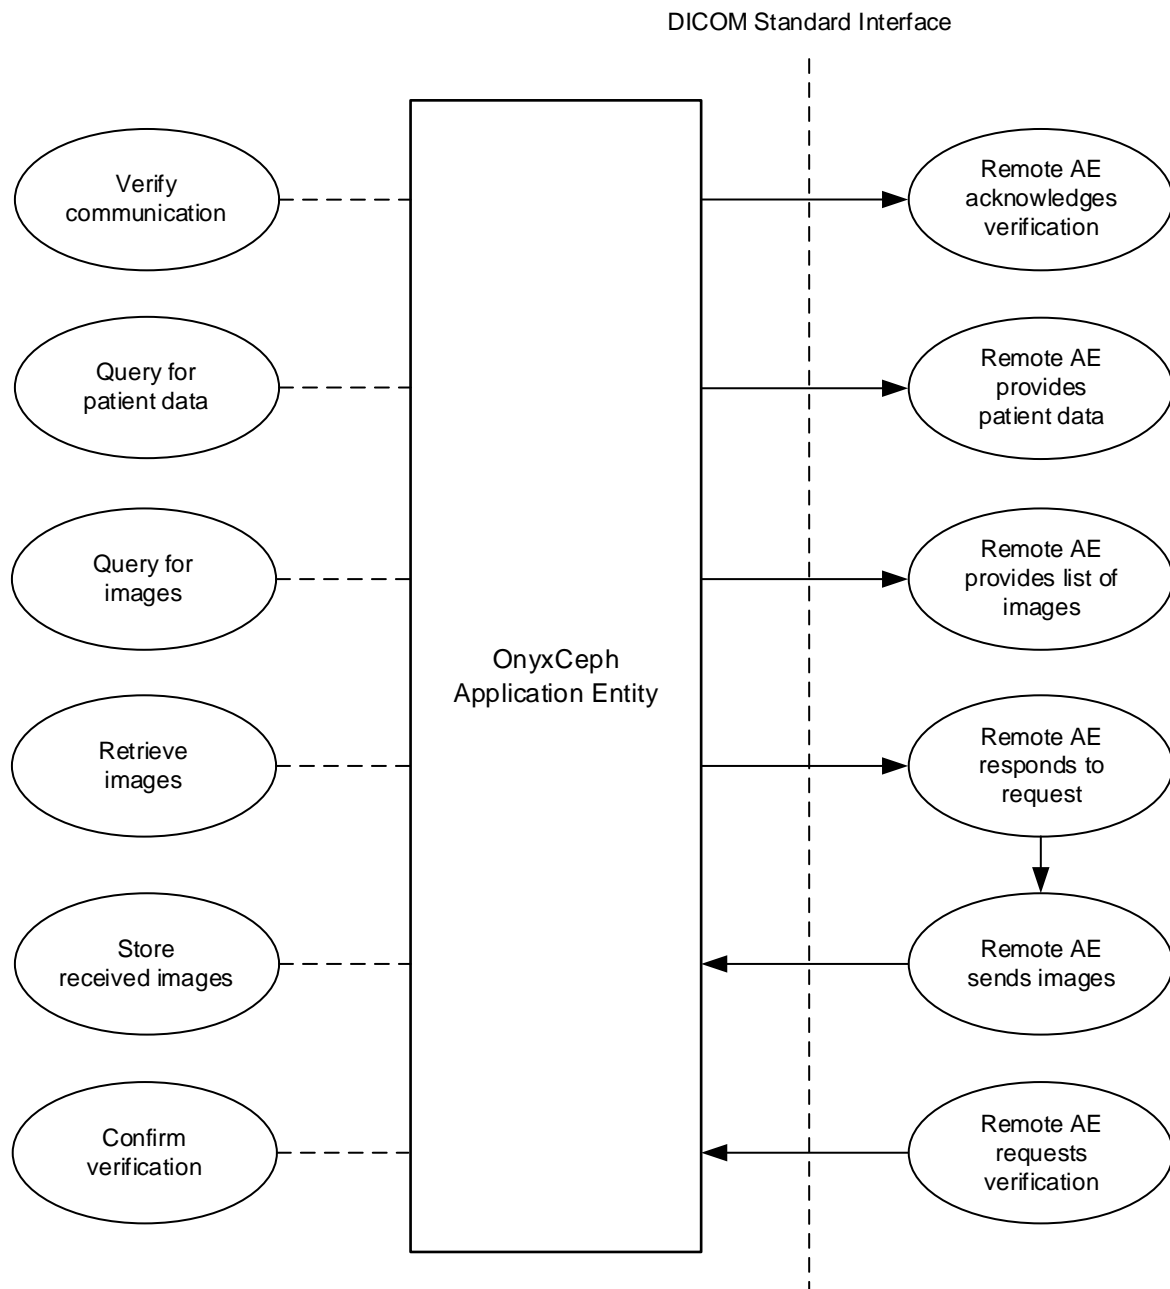 DICOM Standard Interface
Verify
communication
Remote AE
acknowledges
verification
Query for
patient data
Remote AE
provides
patient data
Query for
images
Remote AE
provides list of
images
OnyxCeph
Application Entity
Retrieve
images
Remote AE
responds to
request
Store
received images
Remote AE
sends images
Confirm
verification
Remote AE
requests
verification